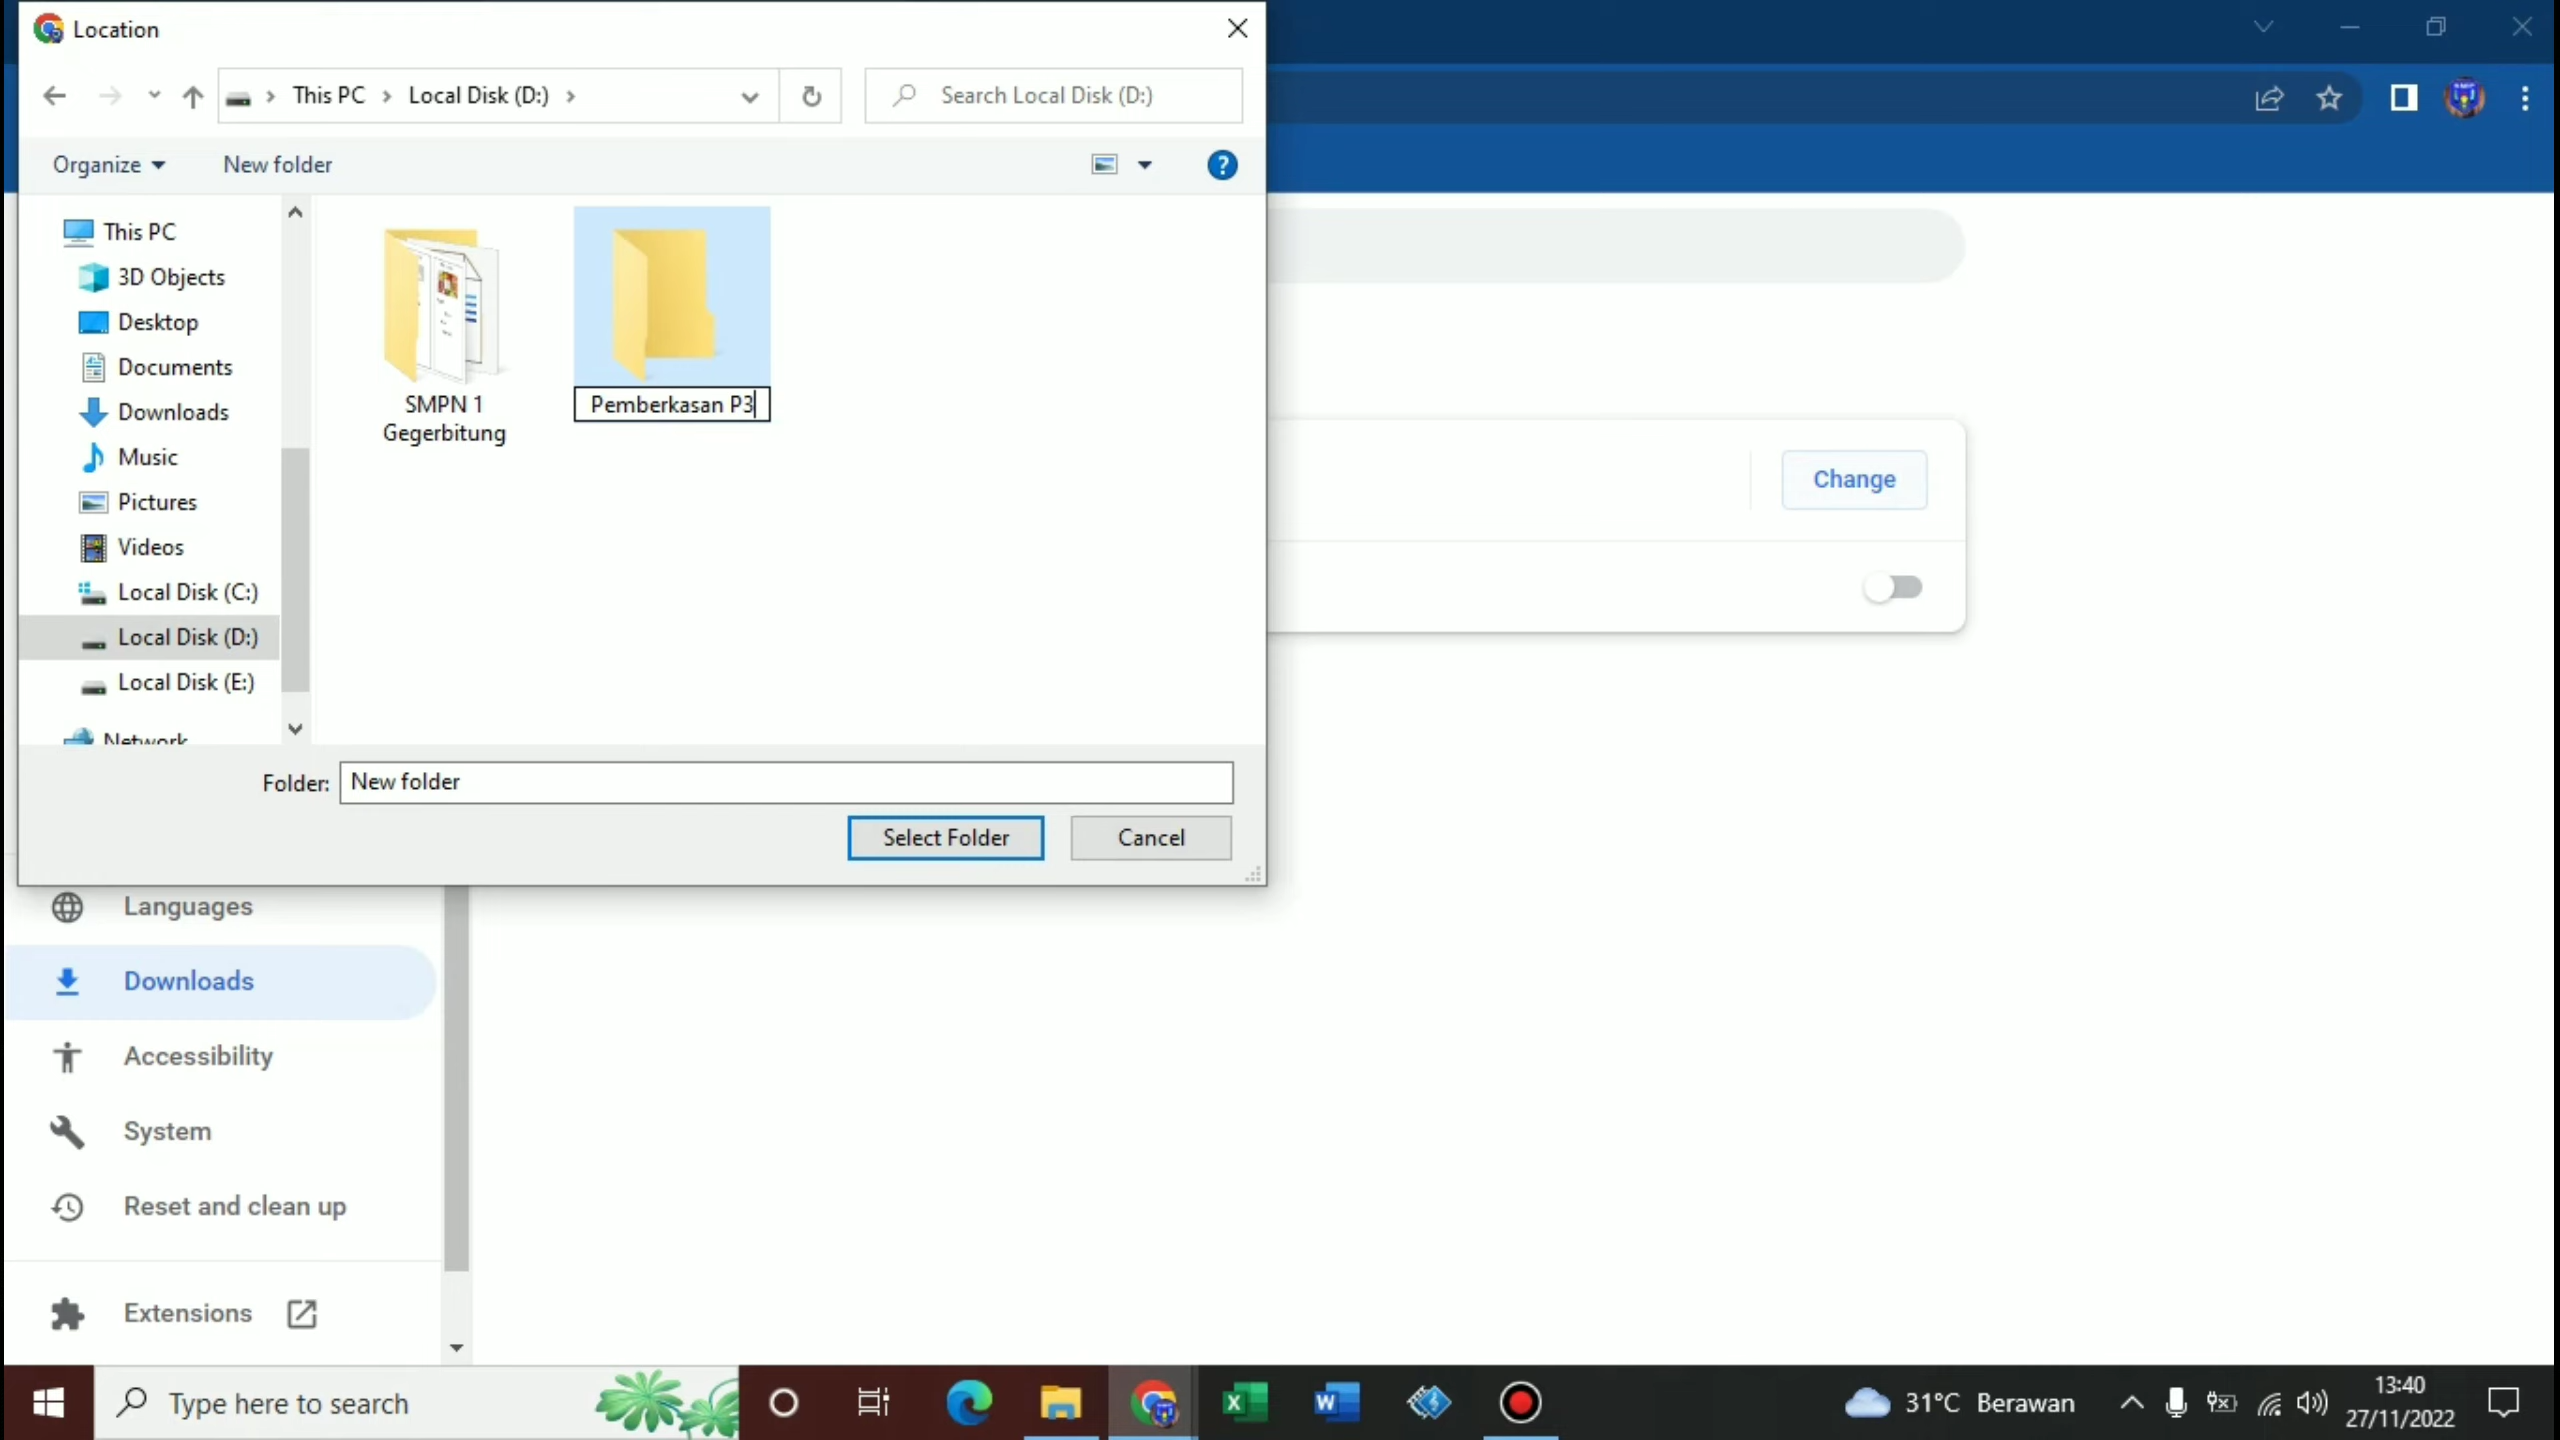 Location
This PC
Local Disk (D:)
Search Local Disk (D:)
Organize
New folder
This PC
3D Objects
Desktop
Documents
Downloads
Music
Pictures
Videos
Local Disk (C:)
Local Disk (D:)
Local Disk (E:)
Network
SMPN 1
Gegerbitung
Pemberkasan P3
Folder:
New folder
Select Folder
Cancel
Change
Languages
Downloads
Accessibility
System
Reset and clean up
Extensions
Type here to search
31°C Berawan
13:40
27/11/2022